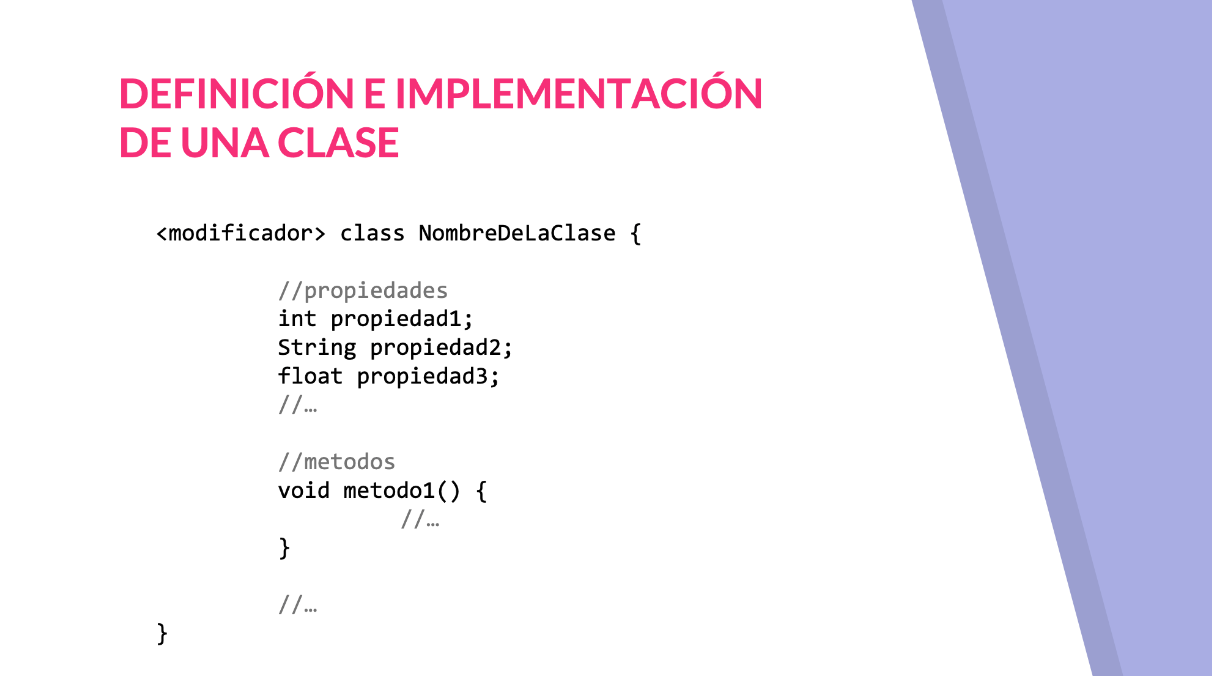 DEFINICIÓN E IMPLEMENTACIÓN
DE UNA CLASE
<modificador> class NombreDeLaClase {
//propiedades
int propiedad1;
String propiedad2;
float propiedad3;
//…
//metodos
void metodo1() {
//…
}
//…
}